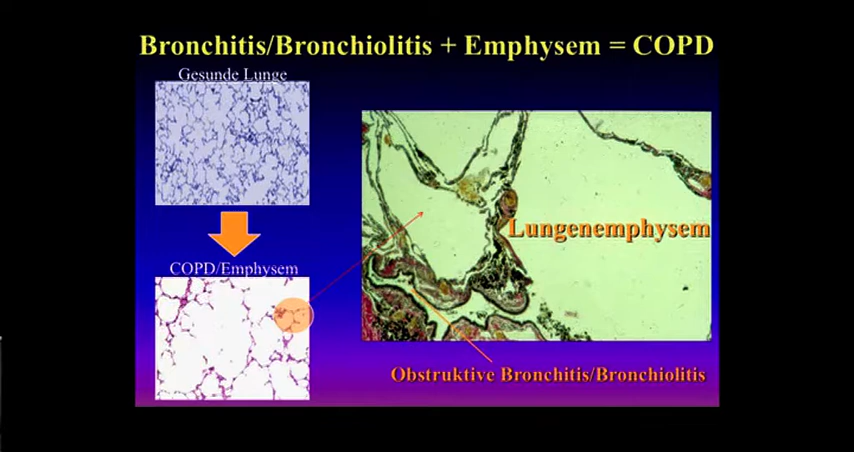 Bronchitis/Bronchiolitis + Emphysem = COPD
Gesunde Lunge
COPD/Emphysem
Lungenemphysem
Obstruktive Bronchitis/Bronchiolitis